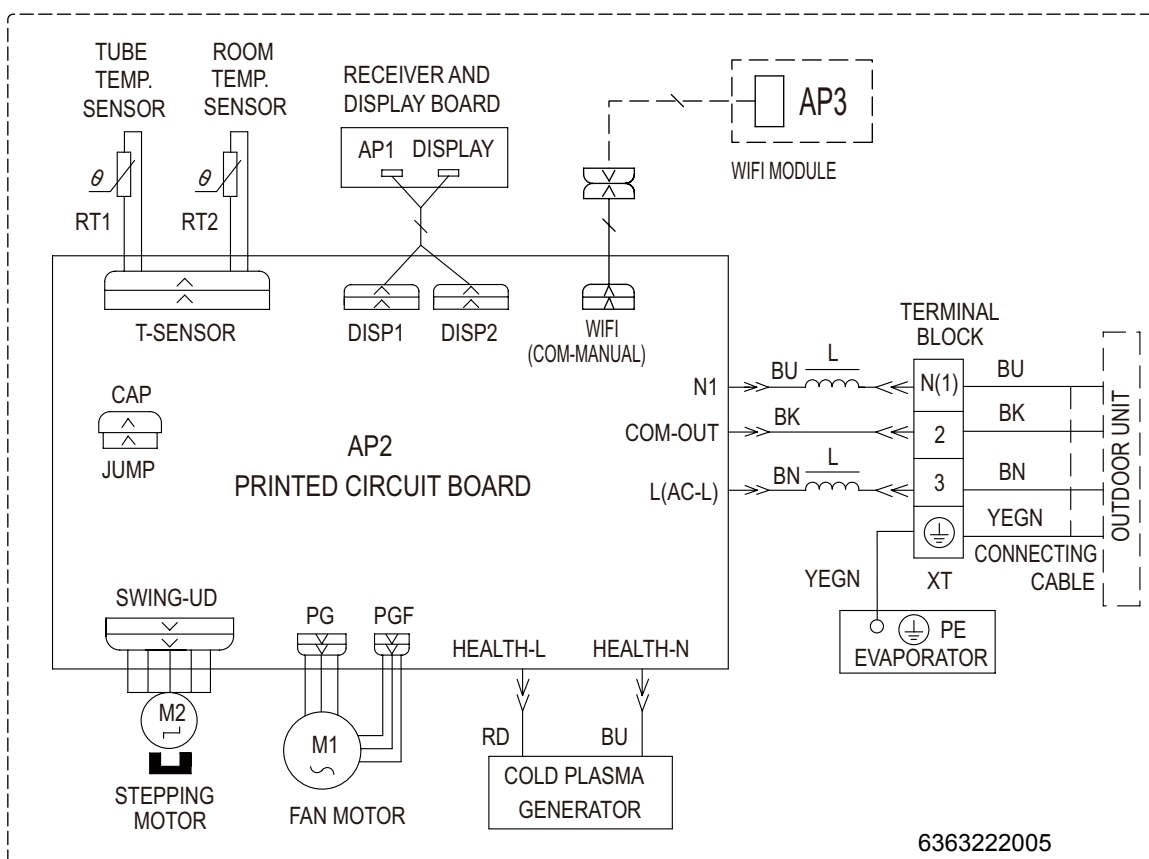 TUBE
TEMP.
SENSOR
ROOM
TEMP.
SENSOR
RECEIVER AND
DISPLAY BOARD
AP1 DISPLAY
AP3
WIFI MODULE
θ
RT1
θ
RT2
T-SENSOR
DISP1
DISP2
WIFI
(COM-MANUAL)
CAP
JUMP
AP2
PRINTED CIRCUIT BOARD
N1
COM-OUT
L(AC-L)
BU
L
BK
BN
L
TERMINAL
BLOCK
N(1)
2
3
XT
BU
BK
BN
YEGN
CONNECTING
CABLE
OUTDOOR UNIT
YEGN
PE
EVAPORATOR
SWING-UD
M2
STEPPING
MOTOR
PG
PGF
M1
FAN MOTOR
HEALTH-L
HEALTH-N
RD
BU
COLD PLASMA
GENERATOR
6363222005